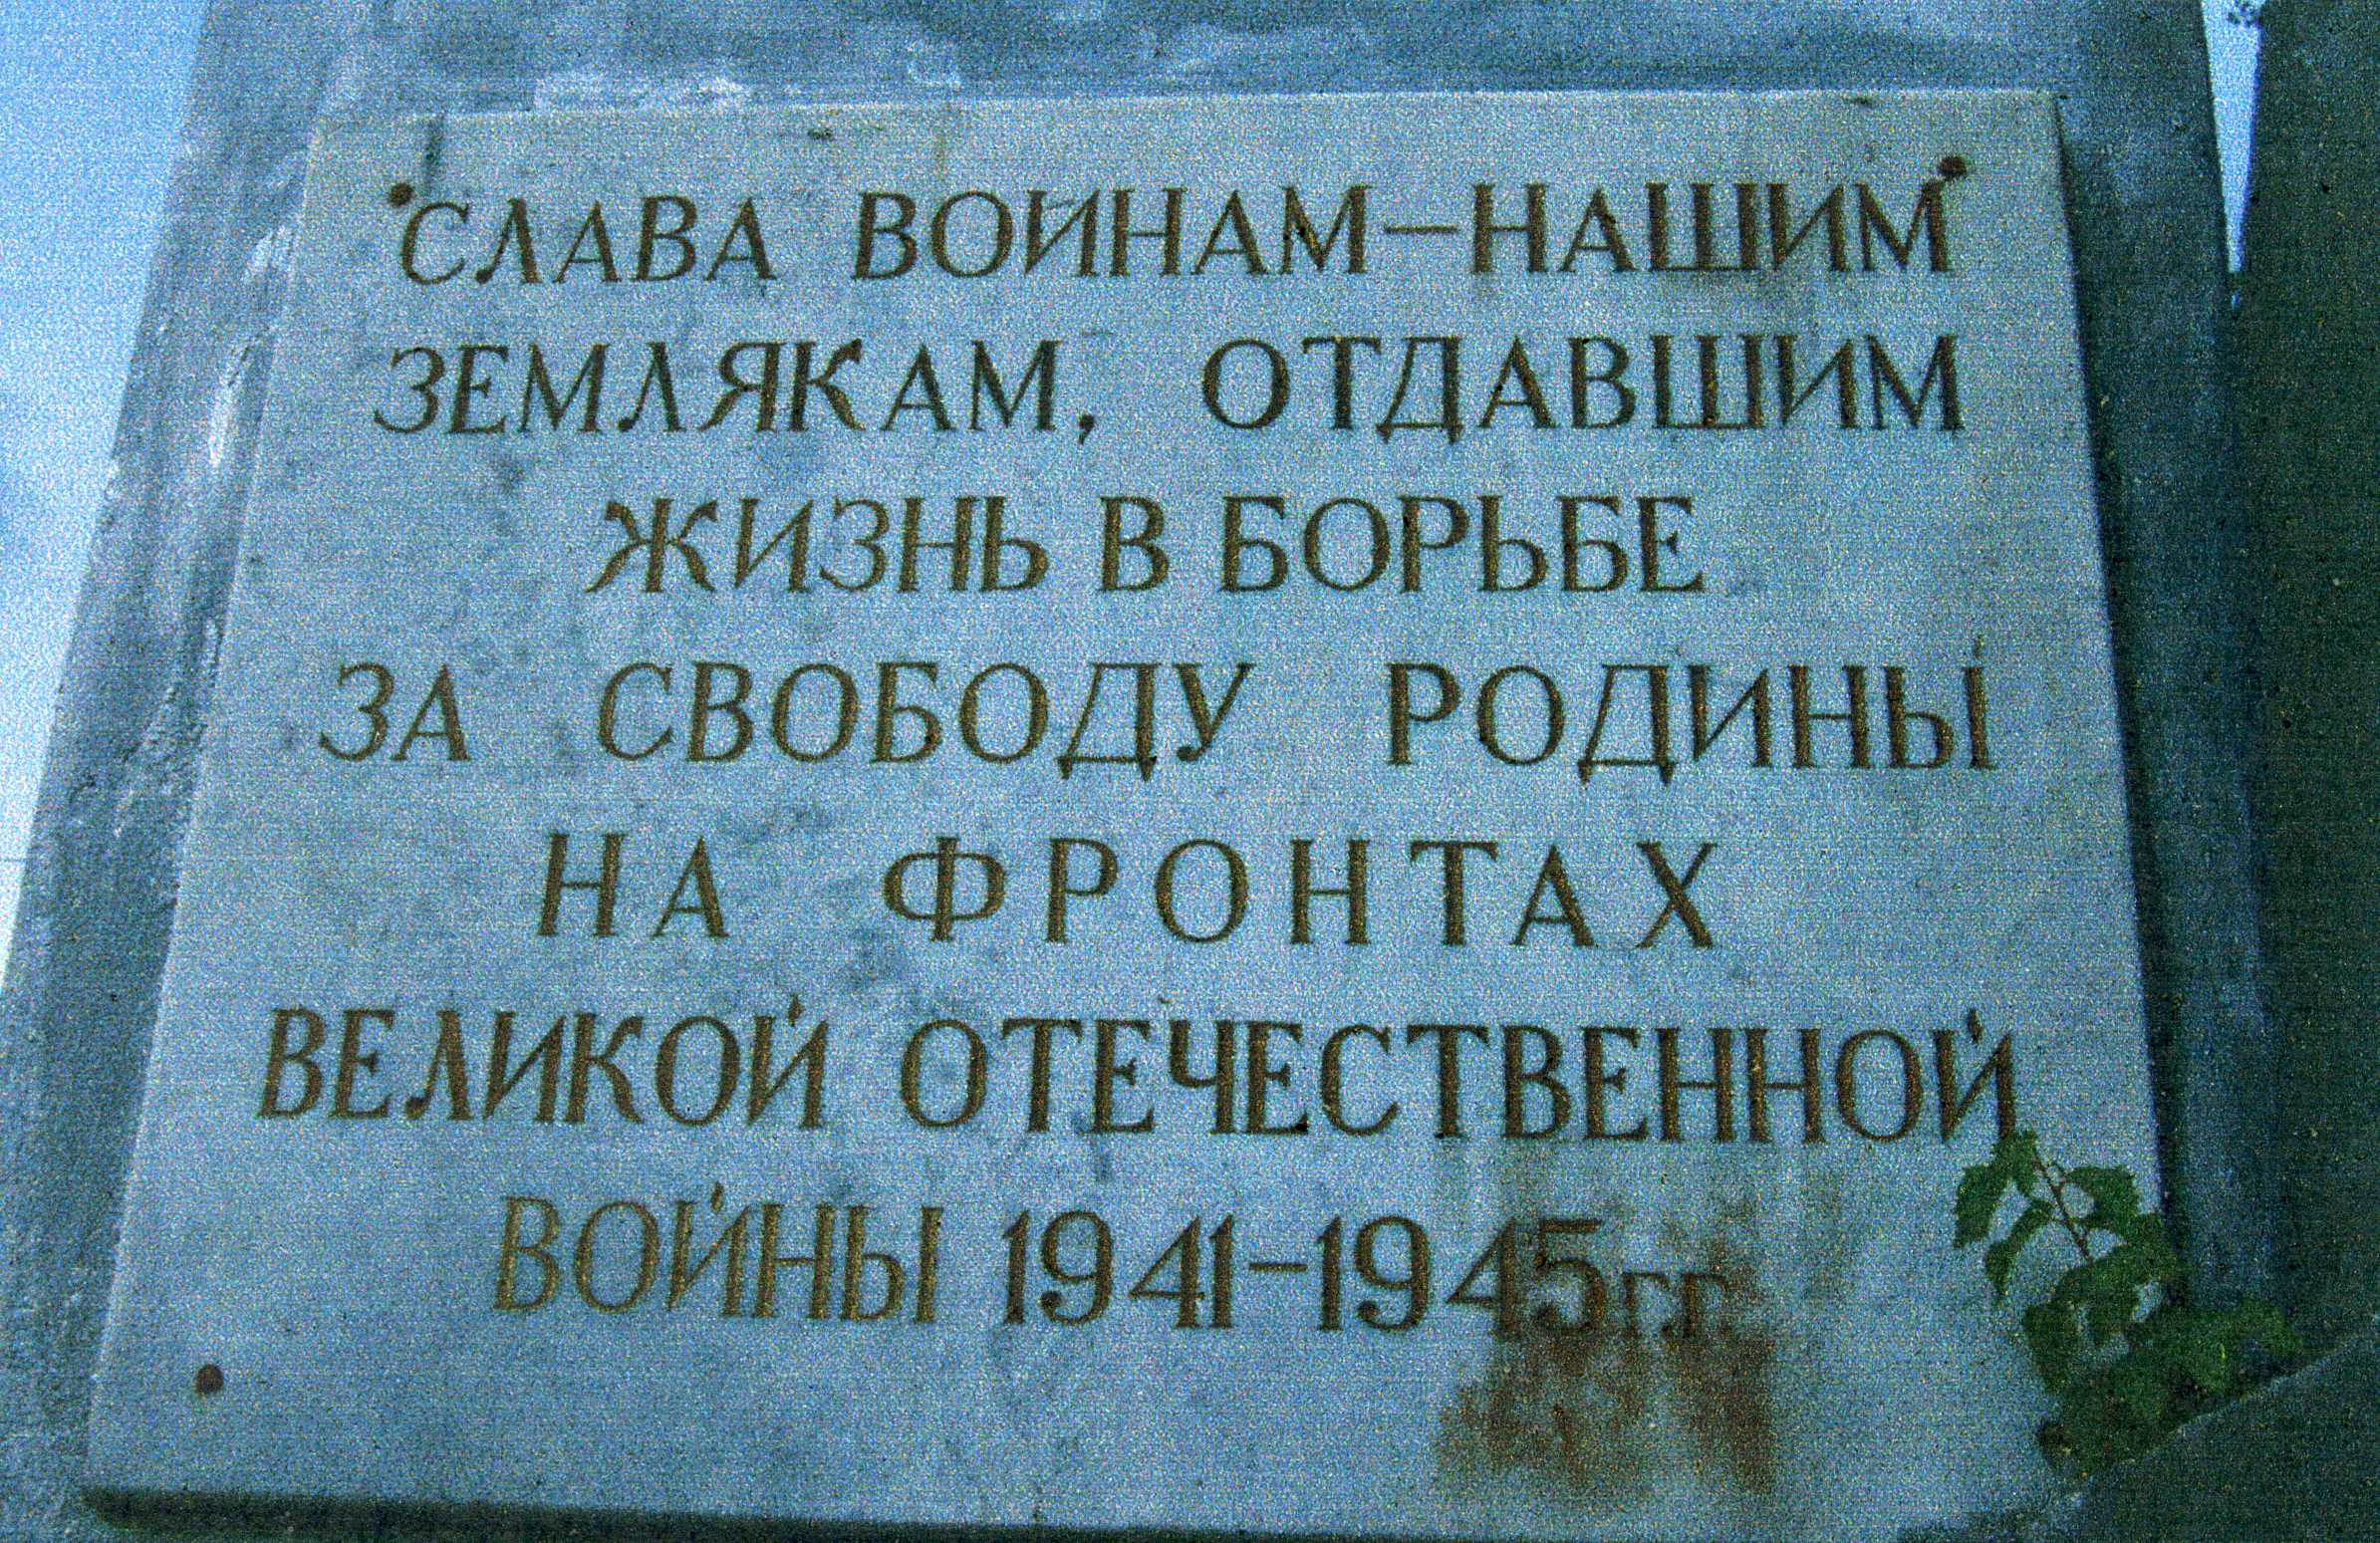 СЛАВА ВОИНАМ-НАШИМ
ЗЕМЛЯКАМ, ОТДАВШИМ
ЖИЗНЬ В БОРЬБЕ
ЗА СВОБОДУ РОДИНЫ
НА ФРОНТАХ
ВЕЛИКОЙ ОТЕЧЕСТВЕННОЙ
ВОЙНЫ 1941-1945гг.